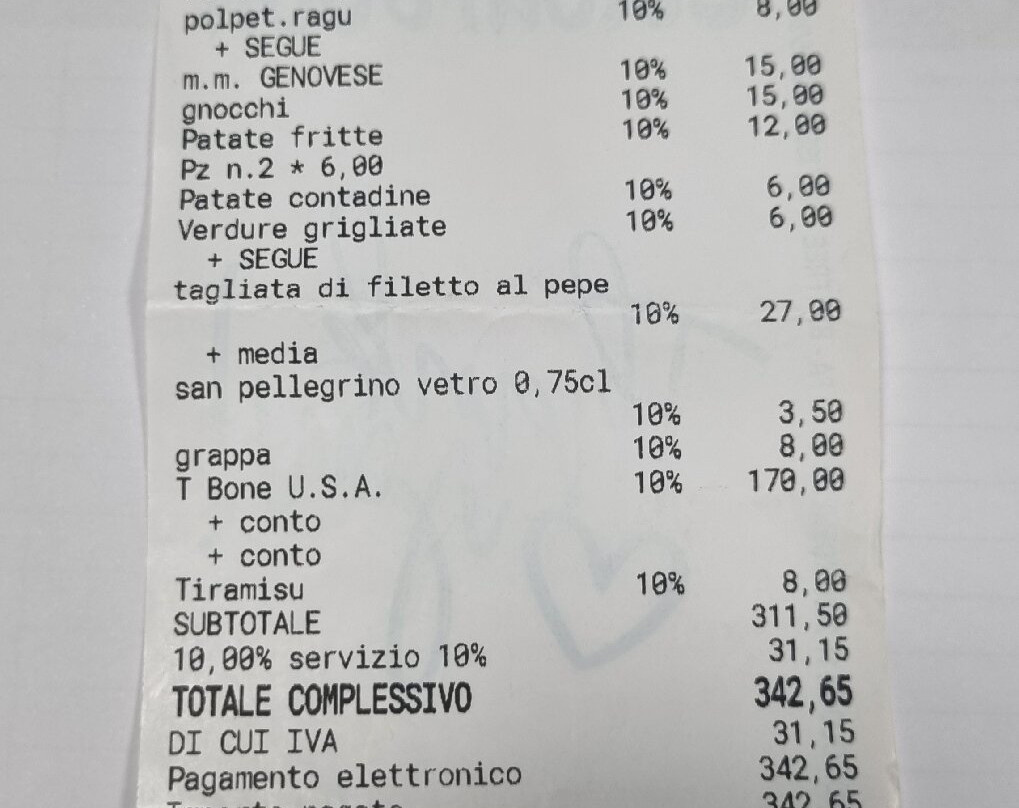 polpet.ragu 10% 8,00
+ SEGUE
m.m. GENOVESE 10% 15,00
gnocchi 10% 15,00
Patate fritte 10% 12,00
Pz n.2 * 6,00
Patate contadine 10% 6,00
Verdure grigliate 10% 6,00
+ SEGUE
tagliata di filetto al pepe
10% 27,00
+ media
san pellegrino vetro 0,75cl
10% 3,50
grappa 10% 8,00
T Bone U.S.A. 10% 170,00
+ conto
+ conto
Tiramisu 10% 8,00
SUBTOTALE 311,50
10,00% servizio 10% 31,15
TOTALE COMPLESSIVO 342,65
DI CUI IVA 31,15
Pagamento elettronico 342,65
342,65